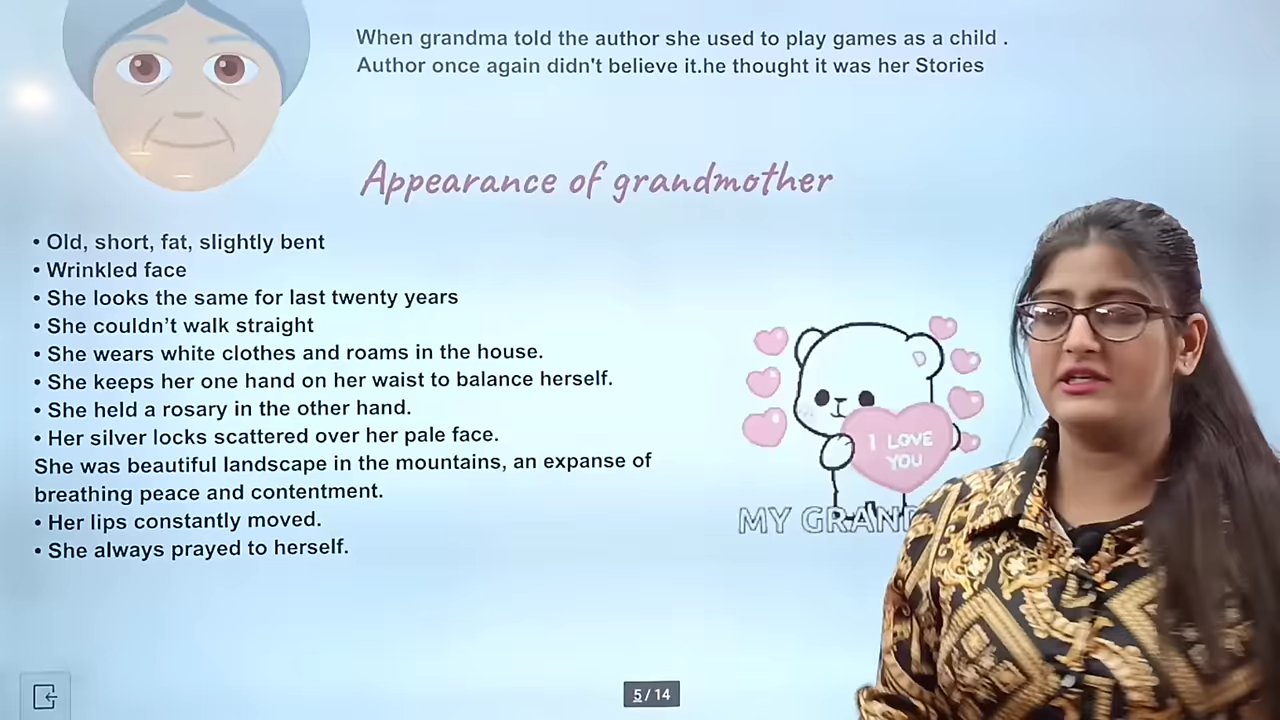 When grandma told the author she used to play games as a child .
Author once again didn't believe it.he thought it was her Stories
Appearance of grandmother
• Old, short, fat, slightly bent
• Wrinkled face
• She looks the same for last twenty years
• She couldn’t walk straight
• She wears white clothes and roams in the house.
• She keeps her one hand on her waist to balance herself.
• She held a rosary in the other hand.
• Her silver locks scattered over her pale face.
She was beautiful landscape in the mountains, an expanse of
breathing peace and contentment.
• Her lips constantly moved.
• She always prayed to herself.
I LOVE
YOU
MY GRAN
5 / 14